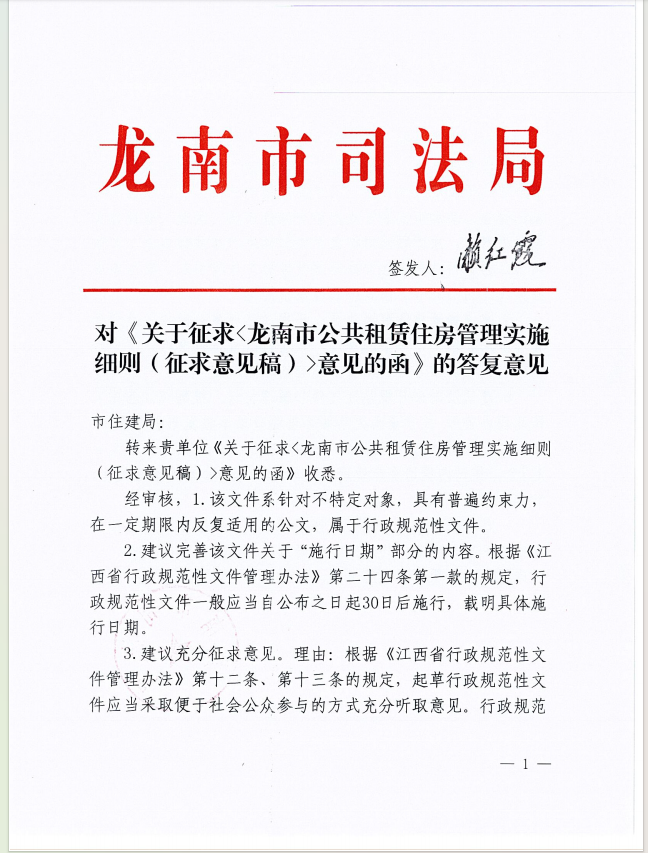 龙南市司法局
签发人：赖红霞
对《关于征求<龙南市公共租赁住房管理实施
细则（征求意见稿）>意见的函》的答复意见
市住建局：
转来贵单位《关于征求<龙南市公共租赁住房管理实施细则
（征求意见稿）>意见的函》收悉。
经审核，1.该文件系针对不特定对象，具有普遍约束力，
在一定期限内反复适用的公文，属于行政规范性文件。
2.建议完善该文件关于“施行日期”部分的内容。根据《江
西省行政规范性文件管理办法》第二十四条第一款的规定，行
政规范性文件一般应当自公布之日起30日后施行，载明具体施
行日期。
3.建议充分征求意见。理由：根据《江西省行政规范性文
件管理办法》第十二条、第十三条的规定，起草行政规范性文
件应当采取便于社会公众参与的方式充分听取意见。行政规范
— 1 —